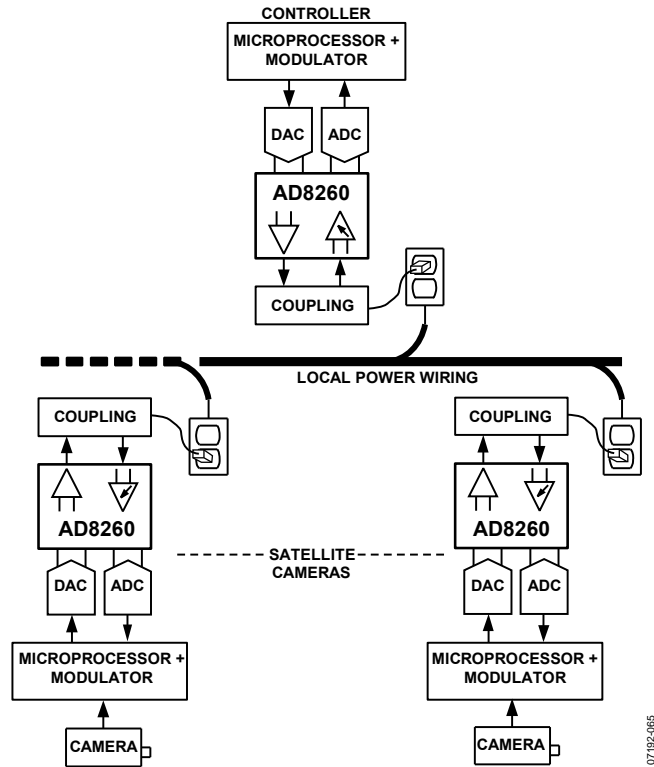 CONTROLLER
MICROPROCESSOR +
MODULATOR
DAC
ADC
AD8260
COUPLING
LOCAL POWER WIRING
COUPLING
AD8260
DAC
ADC
MICROPROCESSOR +
MODULATOR
CAMERA
SATELLITE
CAMERAS
COUPLING
AD8260
DAC
ADC
MICROPROCESSOR +
MODULATOR
CAMERA
07192-065